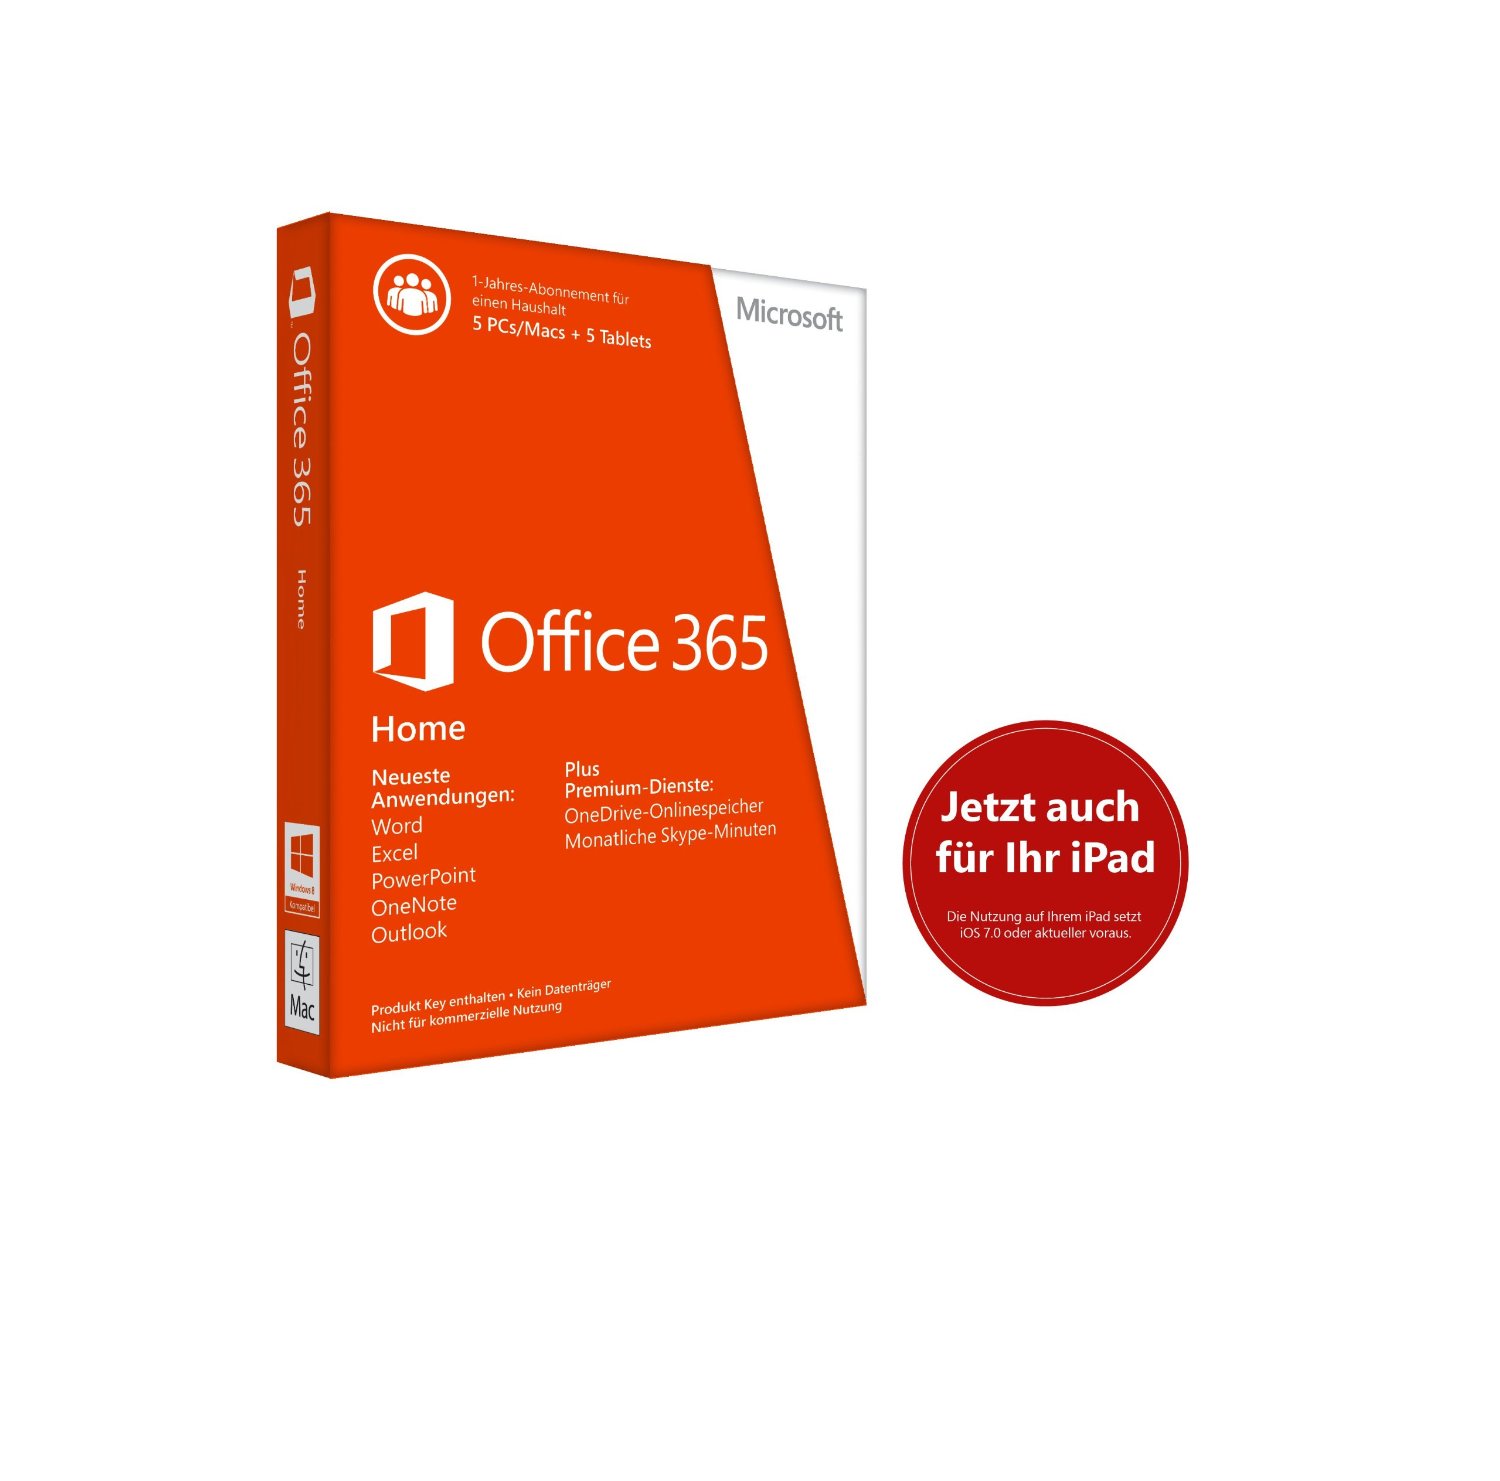 1-Jahres-Abonnement für
einen Haushalt
5 PCs/Macs + 5 Tablets
Microsoft
Office 365
Home
Office 365
Home
Neueste
Anwendungen:
Word
Excel
PowerPoint
OneNote
Outlook
Plus
Premium-Dienste:
OneDrive-Onlinespeicher
Monatliche Skype-Minuten
Produkt Key enthalten • Kein Datenträger
Nicht für kommerzielle Nutzung
Windows 8
Kompatibel
Mac
Jetzt auch
für Ihr iPad
Die Nutzung auf Ihrem iPad setzt
iOS 7.0 oder aktueller voraus.